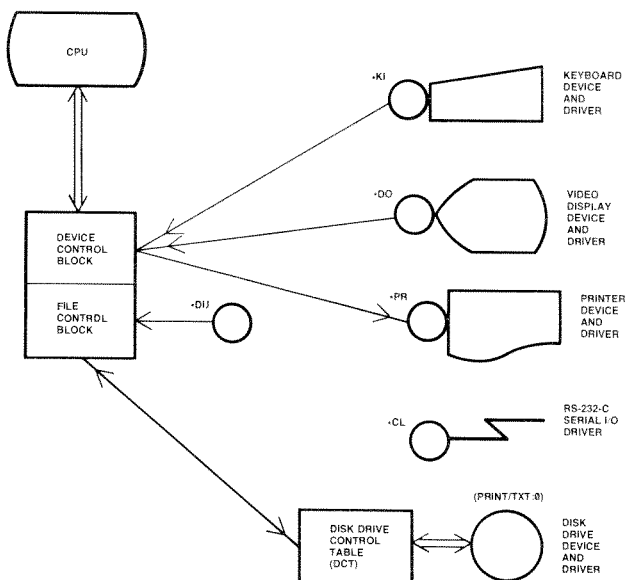 CPU
*KI
KEYBOARD
DEVICE
AND
DRIVER
*DO
VIDEO
DISPLAY
DEVICE
AND
DRIVER
DEVICE
CONTROL
BLOCK
FILE
CONTROL
BLOCK
*DU
*PR
PRINTER
DEVICE
AND
DRIVER
*CL
RS-232-C
SERIAL I/O
DRIVER
(PRINT/TXT:0)
DISK DRIVE
CONTROL
TABLE
(DCT)
DISK
DRIVE
DEVICE
AND
DRIVER